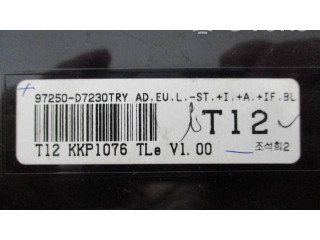 97250-D7230TRY AD.EU.L.-ST.+I.+A.+IF.BL
T12
T12 KKP1076 TLe V1.00
조석희2